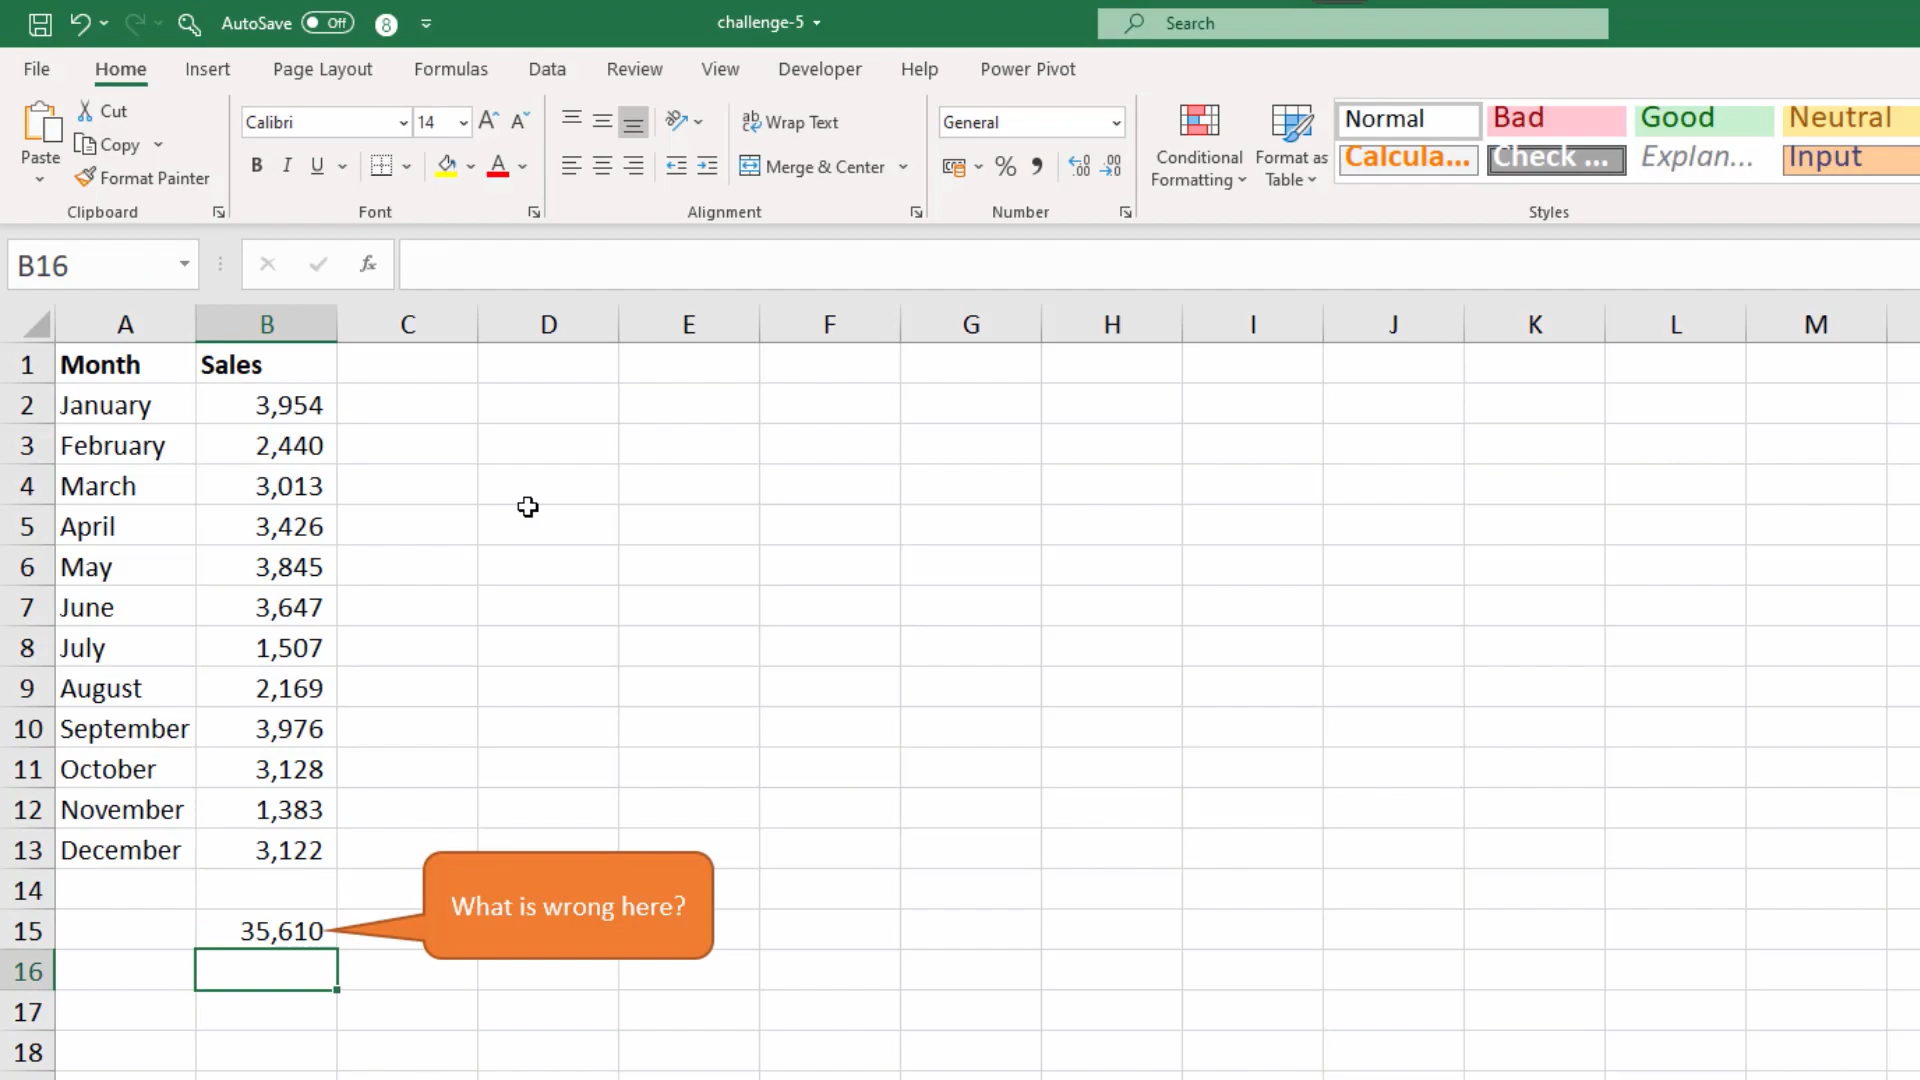 AutoSave Off 8 challenge-5 Search
File Home Insert Page Layout Formulas Data Review View Developer Help Power Pivot
Paste
Cut
Copy
Format Painter
Clipboard
Calibri 14
B I U A
Font
ab Wrap Text
Merge & Center
Alignment
General
% 9 .00
Number
Conditional
Formatting
Format as
Table
Normal Bad Good Neutral
Calcula... Check ... Explan... Input
Styles
B16 fx
A B C D E F G H I J K L M
1 Month Sales
2 January 3,954
3 February 2,440
4 March 3,013
5 April 3,426
6 May 3,845
7 June 3,647
8 July 1,507
9 August 2,169
10 September 3,976
11 October 3,128
12 November 1,383
13 December 3,122
14
What is wrong here?
15 35,610
16
17
18